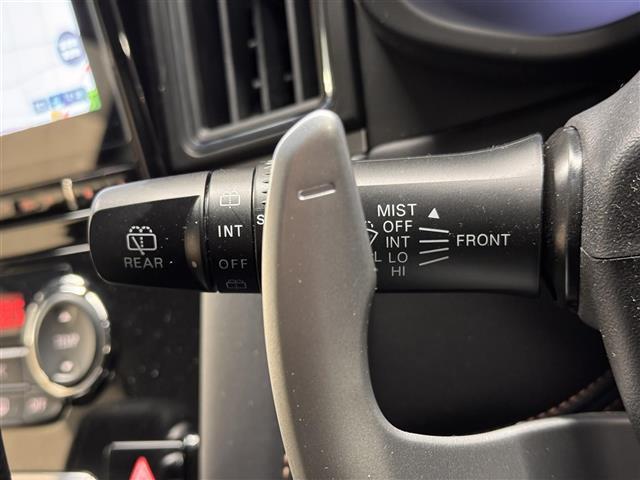 REAR
INT
OFF
S
MIST
OFF
INT
LO
HI
L
FRONT